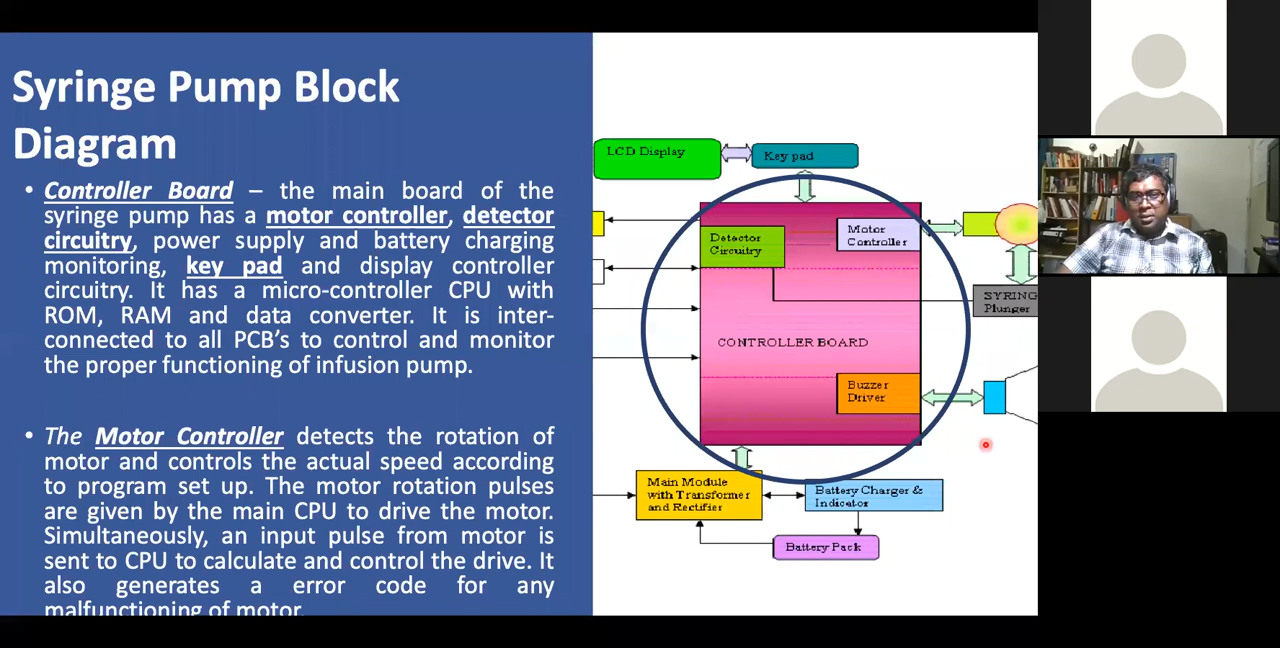 Syringe Pump Block
Diagram
• Controller Board – the main board of the
syringe pump has a motor controller, detector
circuitry, power supply and battery charging
monitoring, key pad and display controller
circuitry. It has a micro-controller CPU with
ROM, RAM and data converter. It is inter-
connected to all PCB's to control and monitor
the proper functioning of infusion pump.
• The Motor Controller detects the rotation of
motor and controls the actual speed according
to program set up. The motor rotation pulses
are given by the main CPU to drive the motor.
Simultaneously, an input pulse from motor is
sent to CPU to calculate and control the drive. It
also generates a error code for any
malfunctioning of motor.
LCD Display
Key pad
Detector
Circuitry
Motor
Controller
SYRING
Plunger
CONTROLLER BOARD
Buzzer
Driver
Main Module
with Transformer
and Rectifier
Battery Charger &
Indicator
Battery Pack